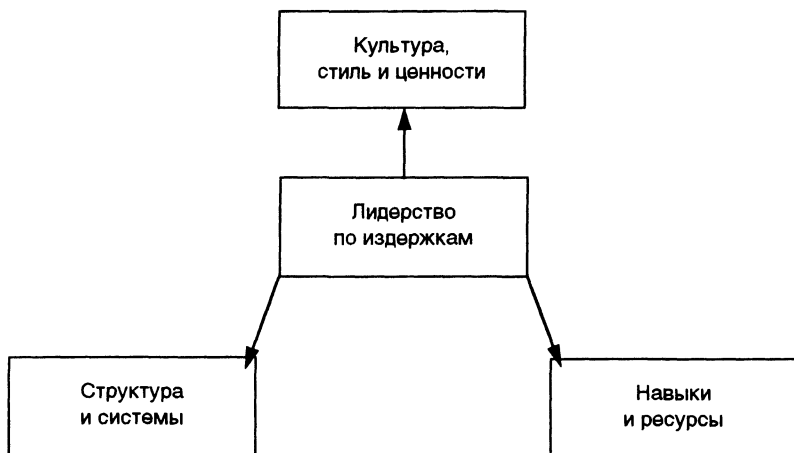 Культура,
стиль и ценности
Лидерство
по издержкам
Структура
и системы
Навыки
и ресурсы